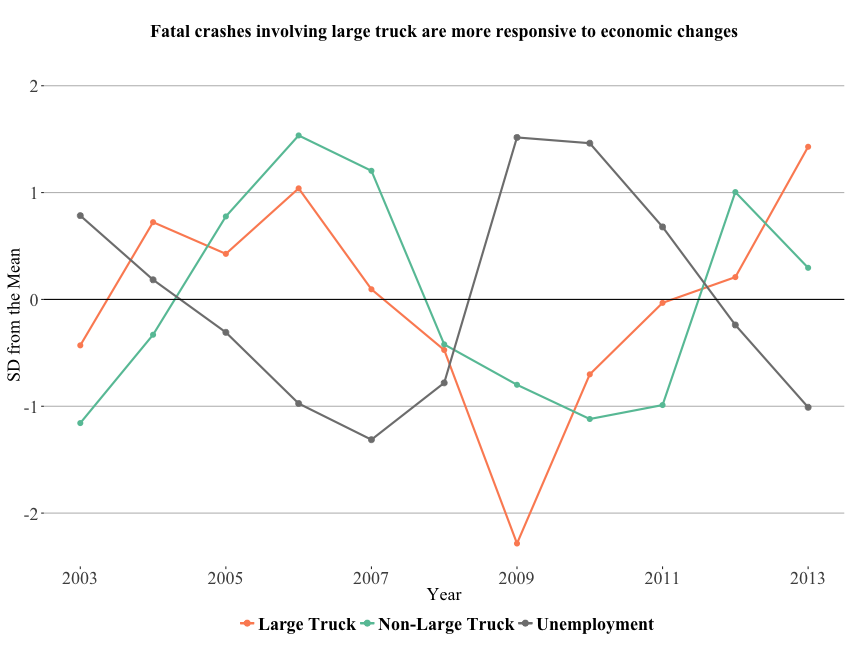 Fatal crashes involving large truck are more responsive to economic changes
2
1
0
-1
-2
SD from the Mean
2003 2005 2007 2009 2011 2013
Year
Large Truck Non-Large Truck Unemployment